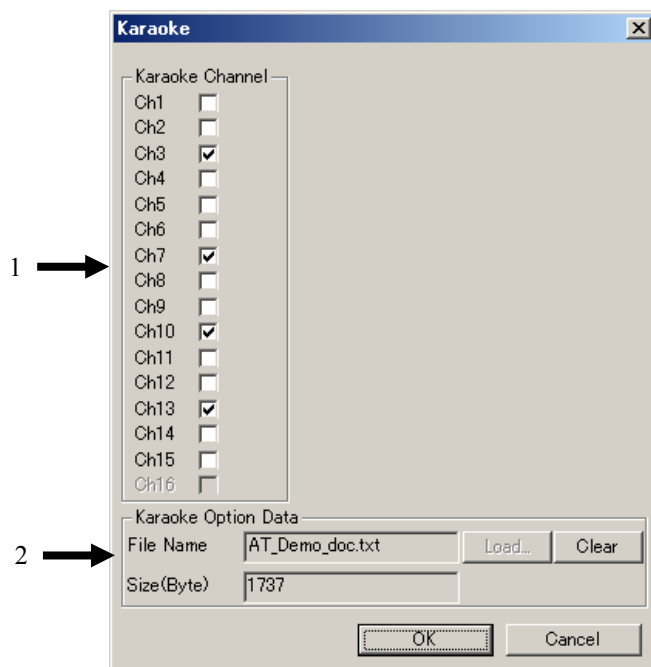 Karaoke
Karaoke Channel
Ch1
Ch2
Ch3
Ch4
Ch5
Ch6
Ch7
1
Ch8
Ch9
Ch10
Ch11
Ch12
Ch13
Ch14
Ch15
Ch16
Karaoke Option Data
2
File Name AT_Demo_doc.txt Load... Clear
Size(Byte) 1737
OK Cancel